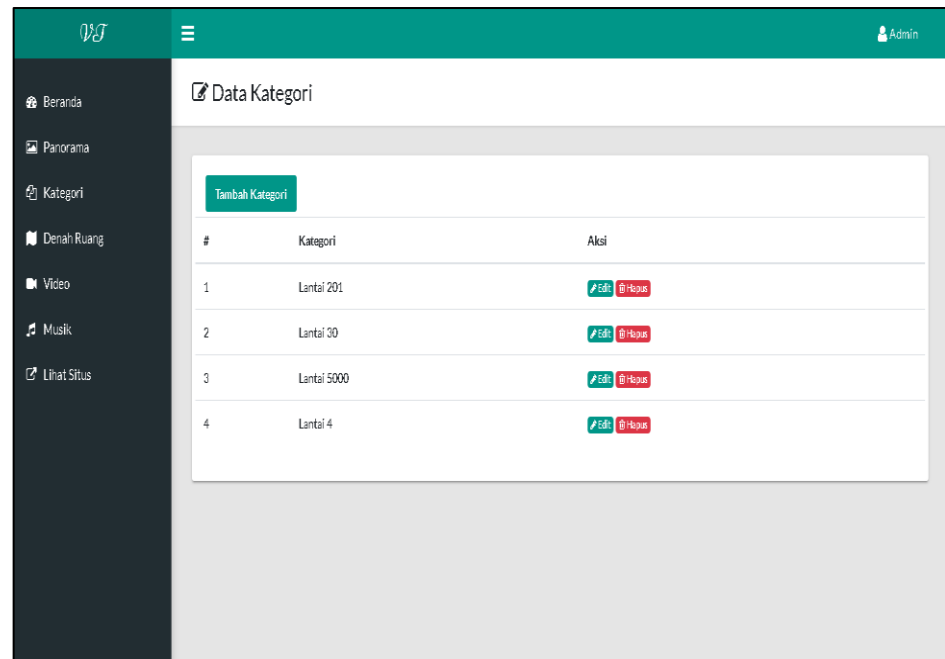 VT
Admin
Beranda
Panorama
Kategori
Denah Ruang
Video
Musik
Lihat Situs
Data Kategori
Tambah Kategori
# Kategori Aksi
1 Lantai 201 Edit Hapus
2 Lantai 30 Edit Hapus
3 Lantai 5000 Edit Hapus
4 Lantai 4 Edit Hapus